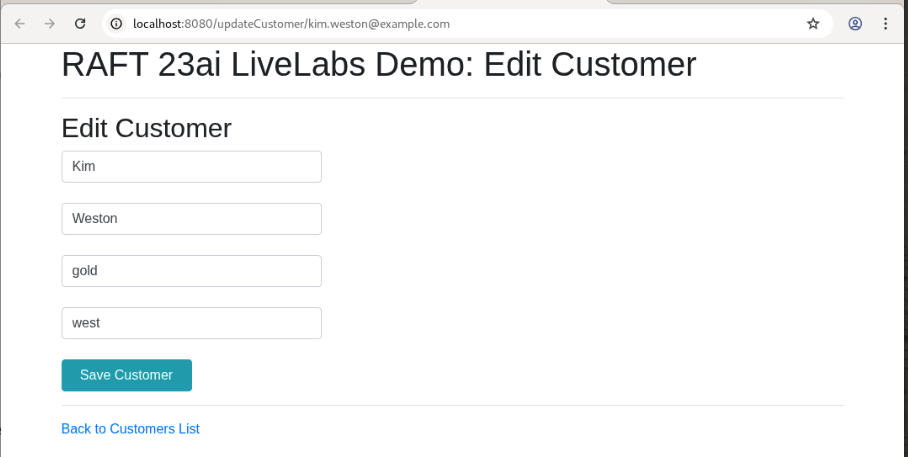 localhost:8080/updateCustomer/kim.weston@example.com
RAFT 23ai LiveLabs Demo: Edit Customer
Edit Customer
Kim
Weston
gold
west
Save Customer
Back to Customers List